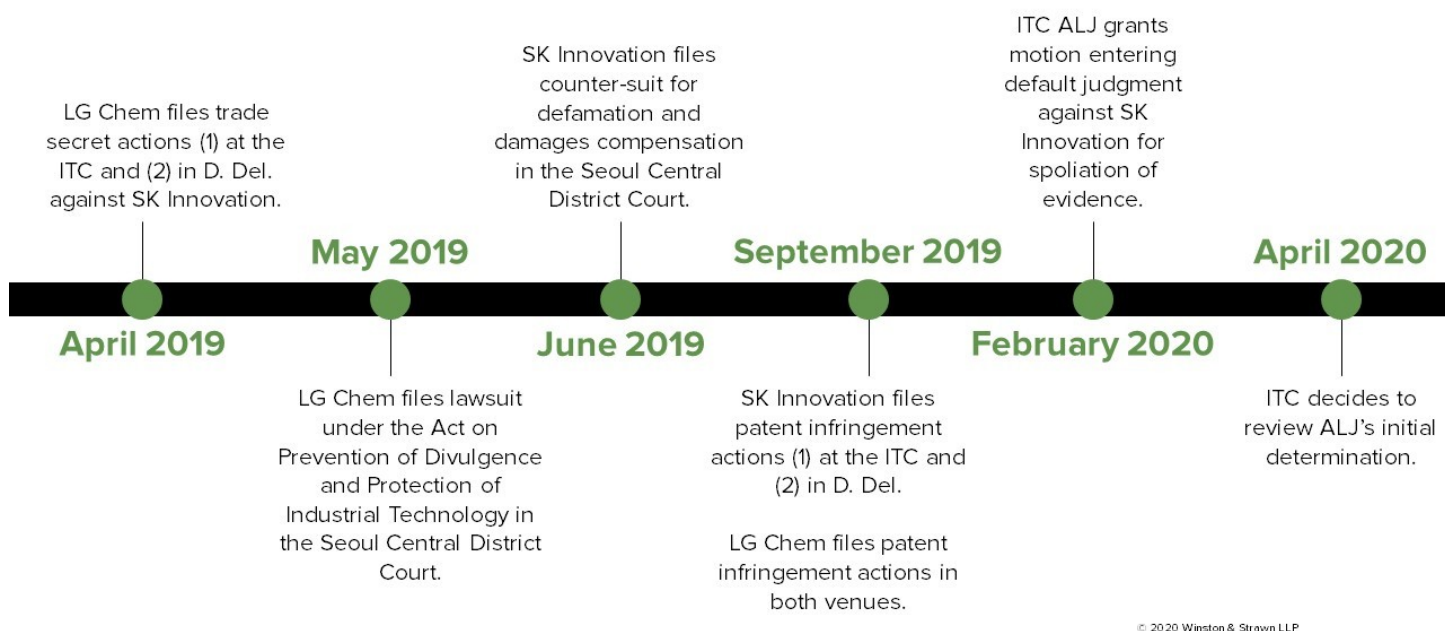 LG Chem files trade
secret actions (1) at the
ITC and (2) in D. Del.
against SK Innovation.
April 2019
May 2019
LG Chem files lawsuit
under the Act on
Prevention of Divulgence
and Protection of
Industrial Technology in
the Seoul Central District
Court.
SK Innovation files
counter-suit for
defamation and
damages compensation
in the Seoul Central
District Court.
June 2019
September 2019
SK Innovation files
patent infringement
actions (1) at the ITC and
(2) in D. Del.
LG Chem files patent
infringement actions in
both venues.
ITC ALJ grants
motion entering
default judgment
against SK
Innovation for
spoliation of
evidence.
February 2020
April 2020
ITC decides to
review ALJ’s initial
determination.
© 2020 Winston & Strawn LLP